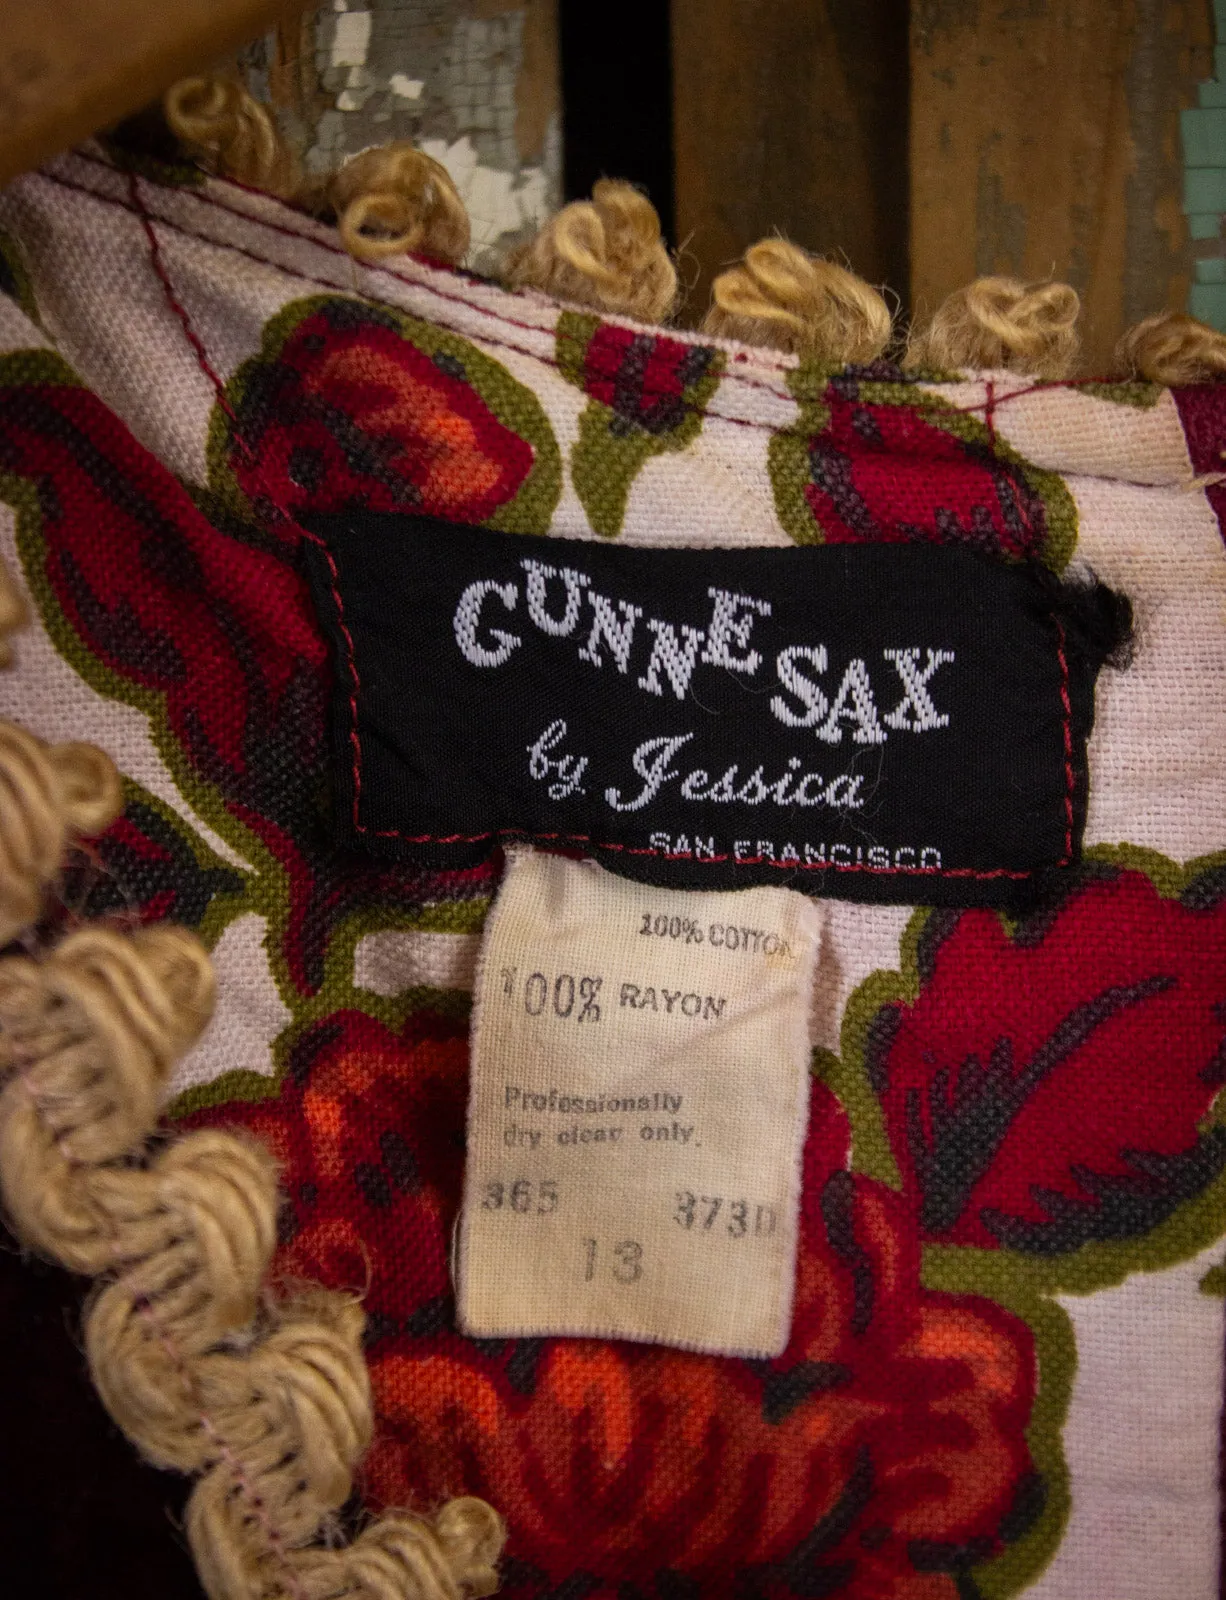 GUNNE SAX
by Jessica
SAN FRANCISCO
100% COTTON
100% RAYON
Professionally
dry clean only.
365 373D
13